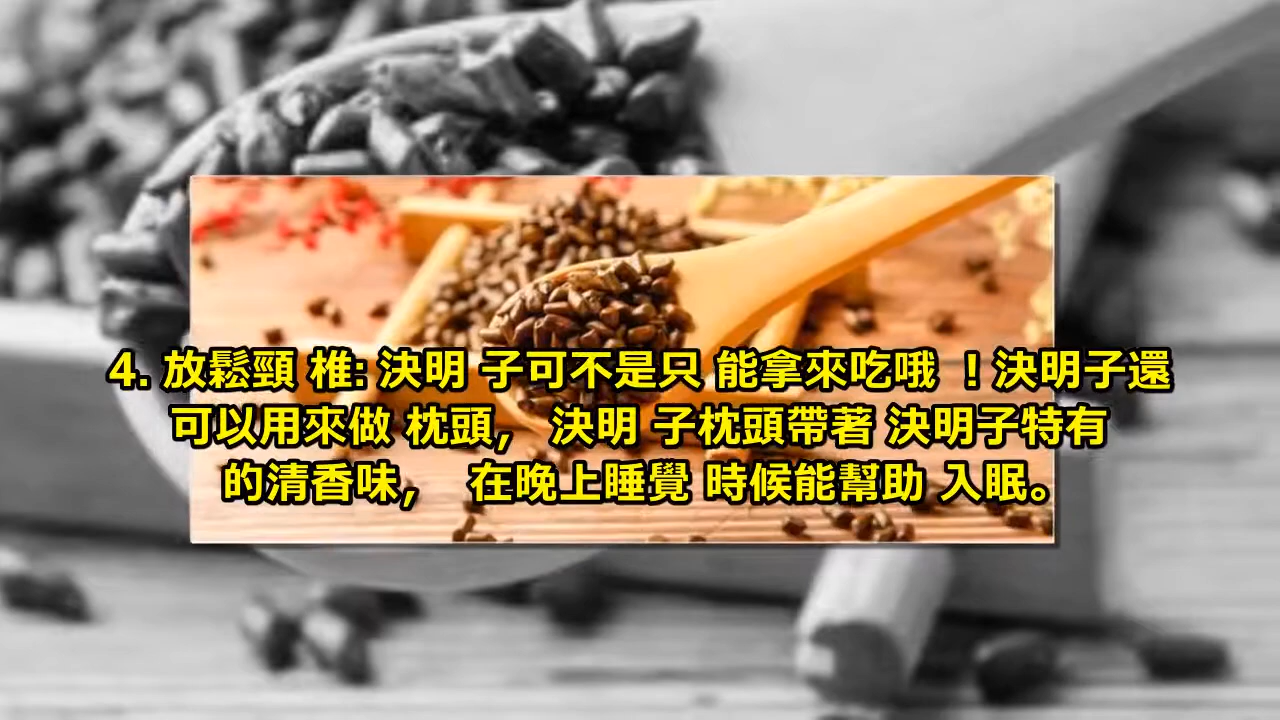 4. 放鬆頸 椎: 決明 子可不是只 能拿來吃哦 ！決明子還
可以用來做 枕頭， 決明 子枕頭帶著 決明子特有
的清香味， 在晚上睡覺 時候能幫助 入眠。